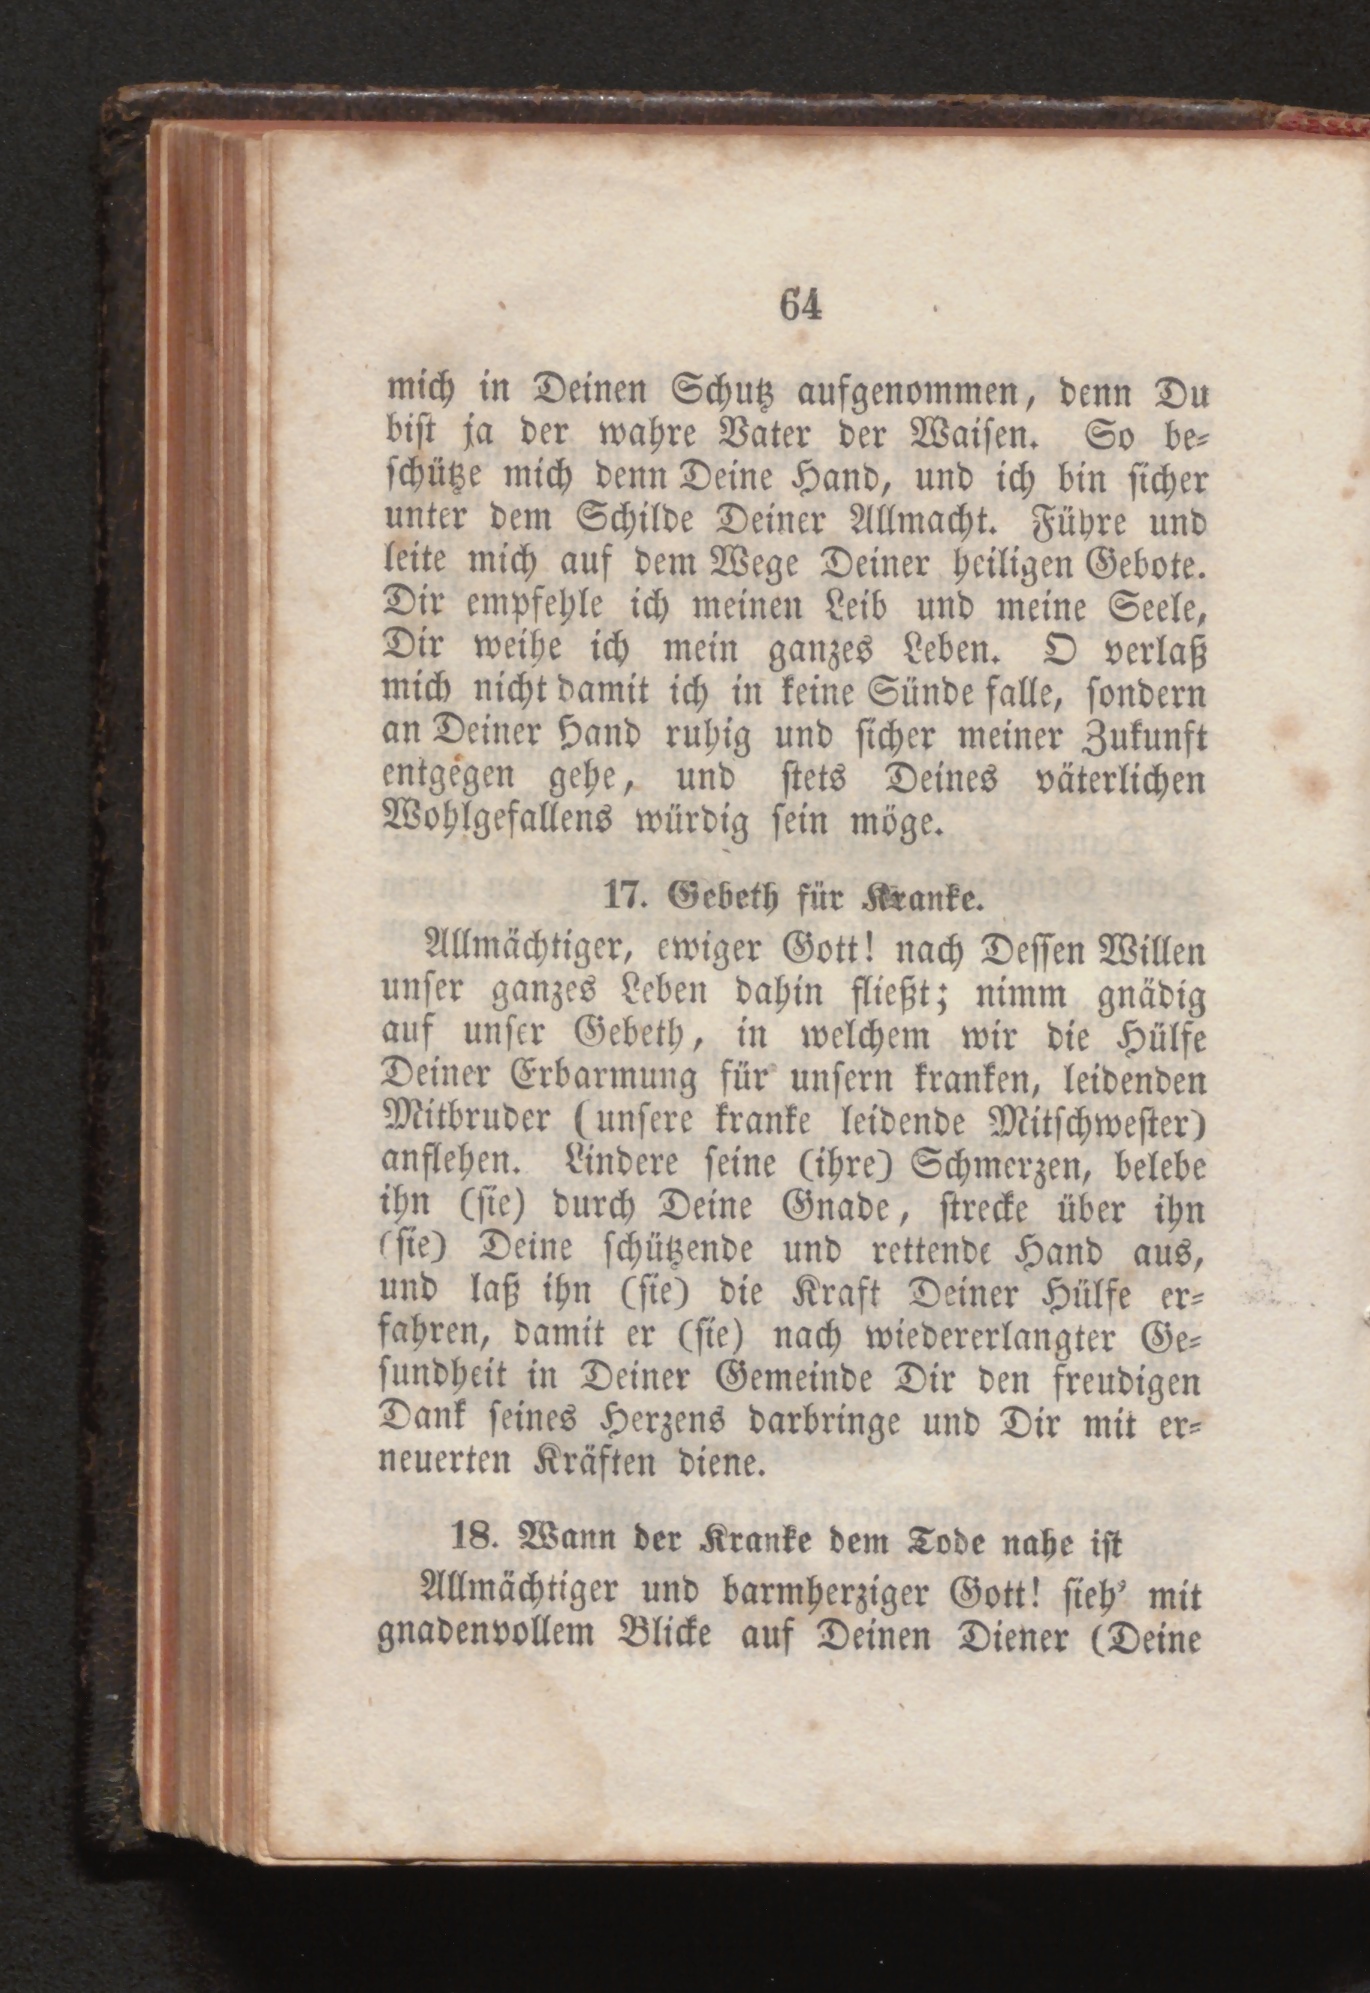 64
mich in Deinen Schutz aufgenommen, denn Du
bist ja der wahre Vater der Waisen. So be-
schütze mich denn Deine Hand, und ich bin sicher
unter dem Schilde Deiner Allmacht. Führe und
leite mich auf dem Wege Deiner heiligen Gebote.
Dir empfehle ich meinen Leib und meine Seele,
Dir weihe ich mein ganzes Leben. O verlaß
mich nicht damit ich in keine Sünde falle, sondern
an Deiner Hand ruhig und sicher meiner Zukunft
entgegen gehe, und stets Deines väterlichen
Wohlgefallens würdig sein möge.
17. Gebeth für Kranke.
Allmächtiger, ewiger Gott! nach Dessen Willen
unser ganzes Leben dahin fließt; nimm gnädig
auf unser Gebeth, in welchem wir die Hülfe
Deiner Erbarmung für unsern kranken, leidenden
Mitbruder (unsere kranke leidende Mitschwester)
anflehen. Lindere seine (ihre) Schmerzen, belebe
ihn (sie) durch Deine Gnade, strecke über ihn
(sie) Deine schützende und rettende Hand aus,
und laß ihn (sie) die Kraft Deiner Hülfe er-
fahren, damit er (sie) nach wiedererlangter Ge-
sundheit in Deiner Gemeinde Dir den freudigen
Dank seines Herzens darbringe und Dir mit er-
neuerten Kräften diene.
18. Wann der Kranke dem Tode nahe ist
Allmächtiger und barmherziger Gott! sieh' mit
gnadenvollem Blicke auf Deinen Diener (Deine